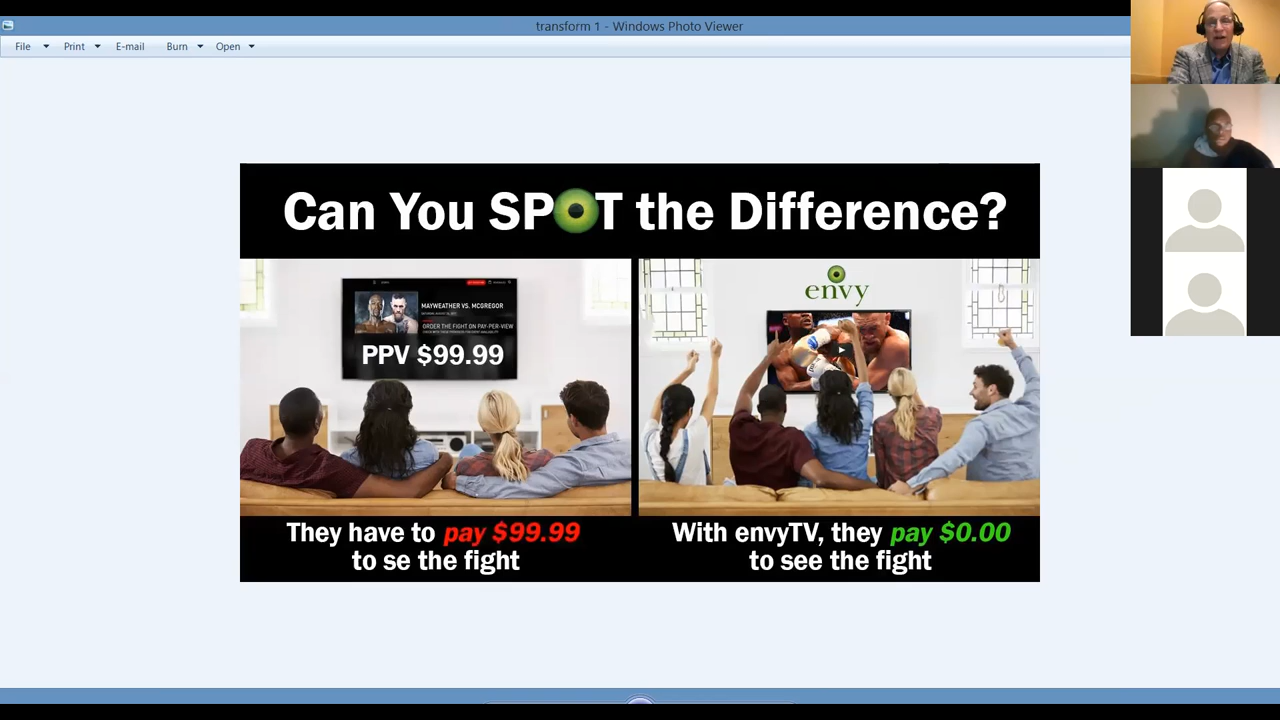 transform 1 - Windows Photo Viewer
File Print E-mail Burn Open
Can You SPOT the Difference?
MAYWEATHER VS. MCGREGOR
ORDER THE FIGHT ON PAY-PER-VIEW
PPV $99.99
envy
They have to pay $99.99
to se the fight
With envyTV, they pay $0.00
to see the fight